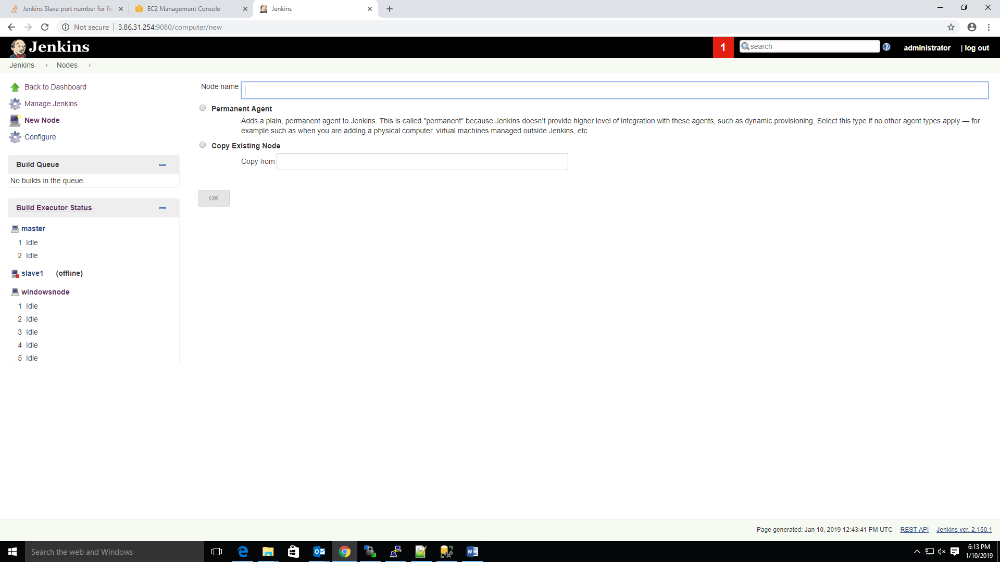 Jenkins Slave port number for fir
EC2 Management Console
Jenkins
Not secure
3.86.31.254:9080/computer/new
Jenkins
1
search
administrator
| log out
Jenkins
Nodes
Back to Dashboard
Manage Jenkins
New Node
Configure
Build Queue
No builds in the queue.
Build Executor Status
master
1 Idle
2 Idle
slave1 (offline)
windowsnode
1 Idle
2 Idle
3 Idle
4 Idle
5 Idle
Node name
Permanent Agent
Adds a plain, permanent agent to Jenkins. This is called "permanent" because Jenkins doesn't provide higher level of integration with these agents, such as dynamic provisioning. Select this type if no other agent types apply — for
example such as when you are adding a physical computer, virtual machines managed outside Jenkins, etc.
Copy Existing Node
Copy from
OK
Page generated: Jan 10, 2019 12:43:41 PM UTC
REST API
Jenkins ver. 2.150.1
Search the web and Windows
6:13 PM
1/10/2019